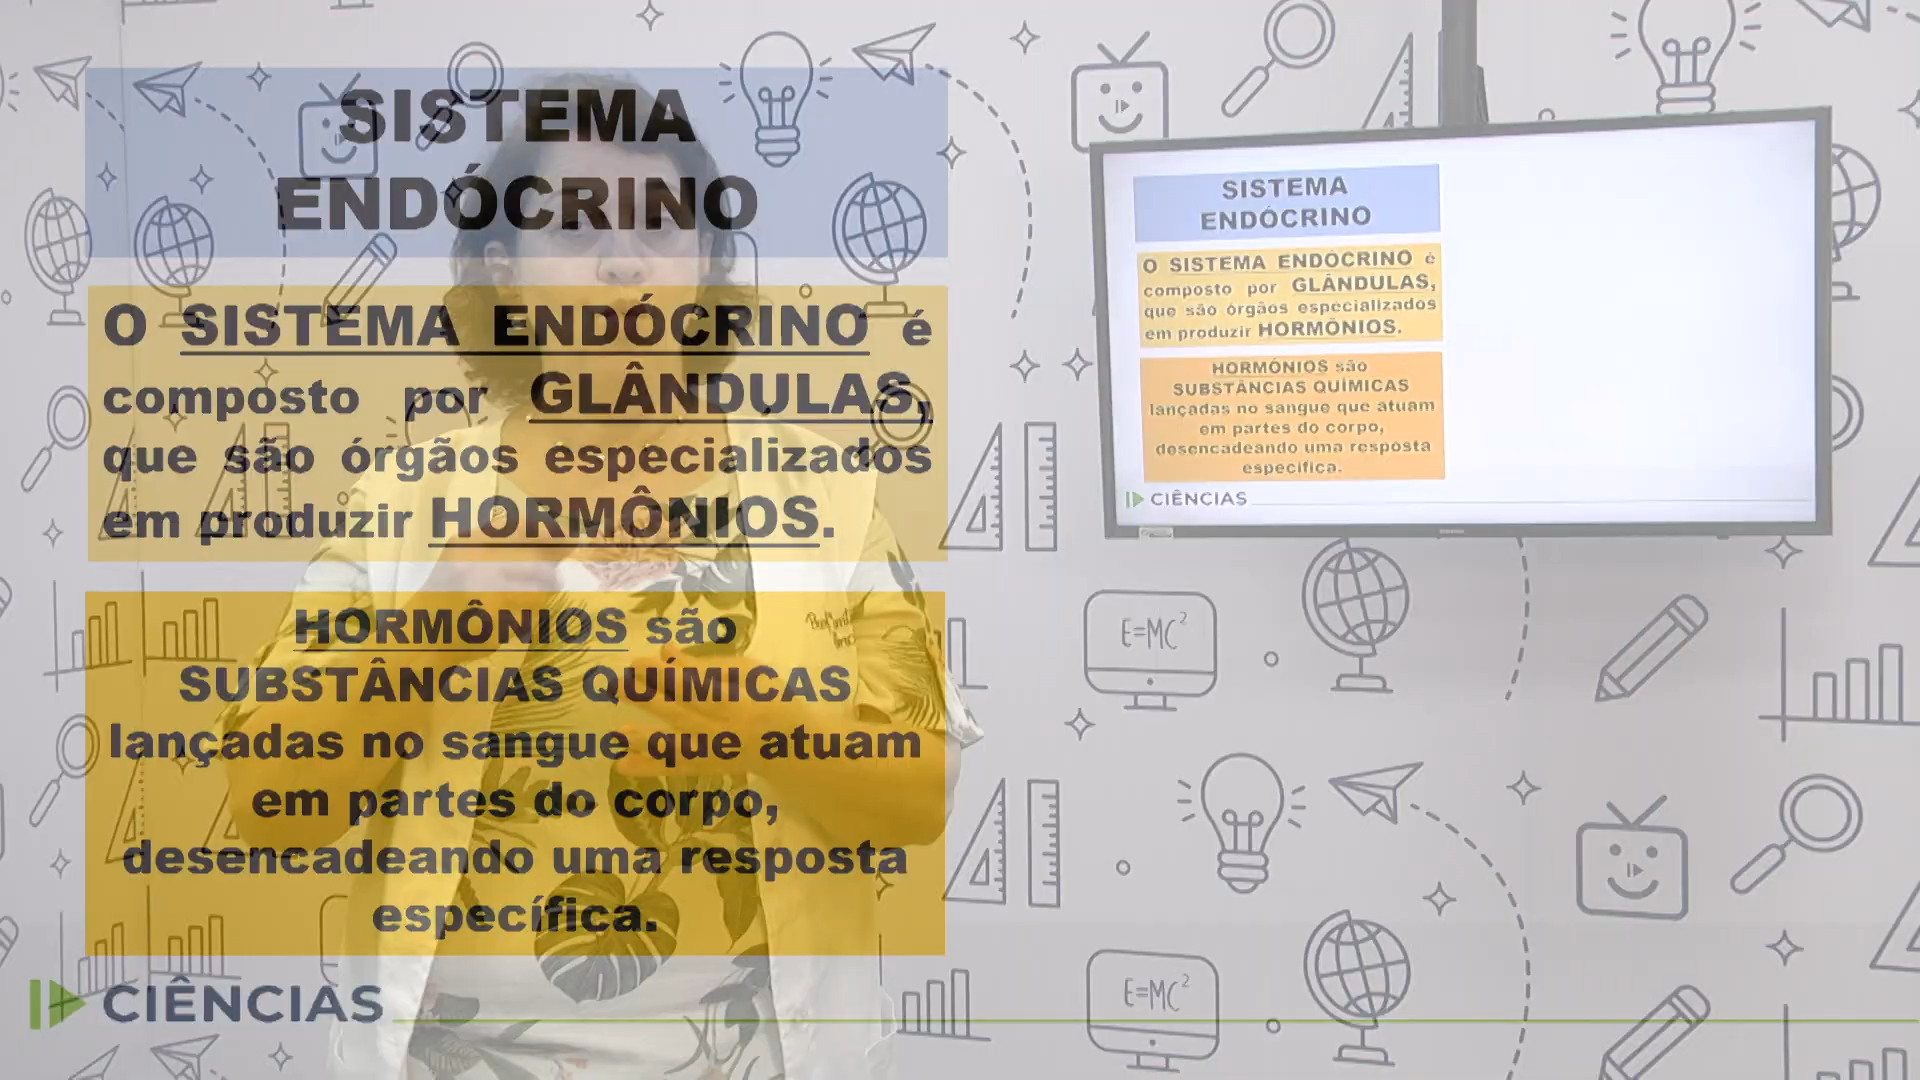 SISTEMA
ENDÓCRINO
O SISTEMA ENDÓCRINO é
composto por GLÂNDULAS,
que são órgãos especializados
em produzir HORMÔNIOS.
HORMÔNIOS são
SUBSTÂNCIAS QUÍMICAS
lançadas no sangue que atuam
em partes do corpo,
desencadeando uma resposta
específica.
CIÊNCIAS
SISTEMA
ENDÓCRINO
O SISTEMA ENDÓCRINO é
composto por GLÂNDULAS,
que são órgãos especializados
em produzir HORMÔNIOS.
HORMÔNIOS são
SUBSTÂNCIAS QUÍMICAS
lançadas no sangue que atuam
em partes do corpo,
desencadeando uma resposta
específica.
CIÊNCIAS
E=MC²
E=MC²